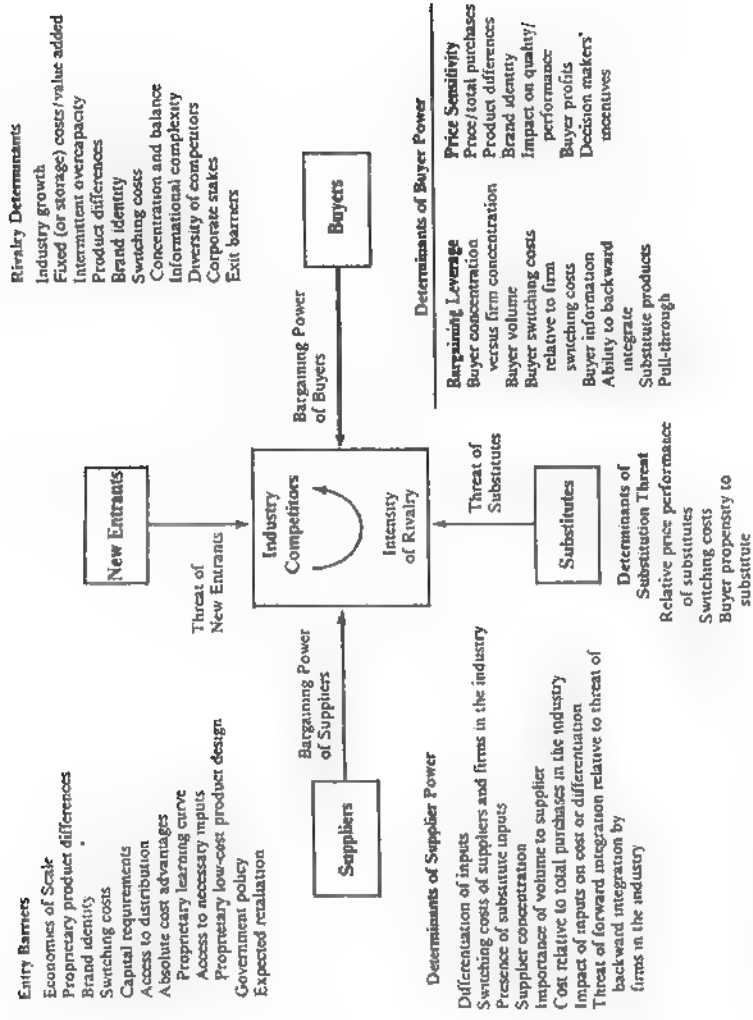 Entry Barriers
Economies of Scale
Proprietary product differences
Brand identity
Switching costs
Capital requirements
Access to distribution
Absolute cost advantages
Proprietary learning curve
Access to necessary inputs
Proprietary low-cost product design
Government policy
Expected retaliation
New Entrants
Threat of
New Entrants
Rivalry Determinants
Industry growth
Fixed (or storage) costs/value added
Intermittent overcapacity
Product differences
Brand identity
Switching costs
Concentration and balance
Informational complexity
Diversity of competitors
Corporate stakes
Exit barriers
Suppliers
Bargaining Power
of Suppliers
Industry
Competitors
Intensity
of Rivalry
Bargaining Power
of Buyers
Buyers
Determinants of Supplier Power
Differentiation of inputs
Switching costs of suppliers and firms in the industry
Presence of substitute inputs
Supplier concentration
Importance of volume to supplier
Cost relative to total purchases in the industry
Impact of inputs on cost or differentiation
Threat of forward integration relative to threat of
backward integration by
firms in the industry
Threat of
Substitutes
Substitutes
Determinants of
Substitution Threat
Relative price performance
of substitutes
Switching costs
Buyer propensity to
substitute
Determinants of Buyer Power
Bargaining Leverage
Buyer concentration
versus firm concentration
Buyer volume
Buyer switching costs
relative to firm
switching costs
Buyer information
Ability to backward
integrate
Substitute products
Pull-through
Price Sensitivity
Price/total purchases
Product differences
Brand identity
Impact on quality/
performance
Buyer profits
Decision makers'
incentives